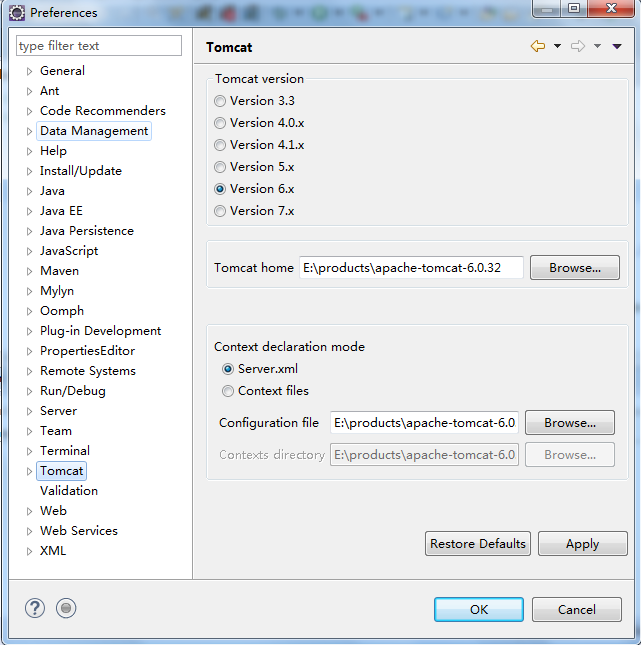 Preferences
type filter text
General
Ant
Code Recommenders
Data Management
Help
Install/Update
Java
Java EE
Java Persistence
JavaScript
Maven
Mylyn
Oomph
Plug-in Development
PropertiesEditor
Remote Systems
Run/Debug
Server
Team
Terminal
Tomcat
Validation
Web
Web Services
XML
Tomcat
Tomcat version
Version 3.3
Version 4.0.x
Version 4.1.x
Version 5.x
Version 6.x
Version 7.x
Tomcat home E:\products\apache-tomcat-6.0.32 Browse...
Context declaration mode
Server.xml
Context files
Configuration file E:\products\apache-tomcat-6.0 Browse...
Contexts directory E:\products\apache-tomcat-6.0 Browse...
Restore Defaults Apply
OK Cancel